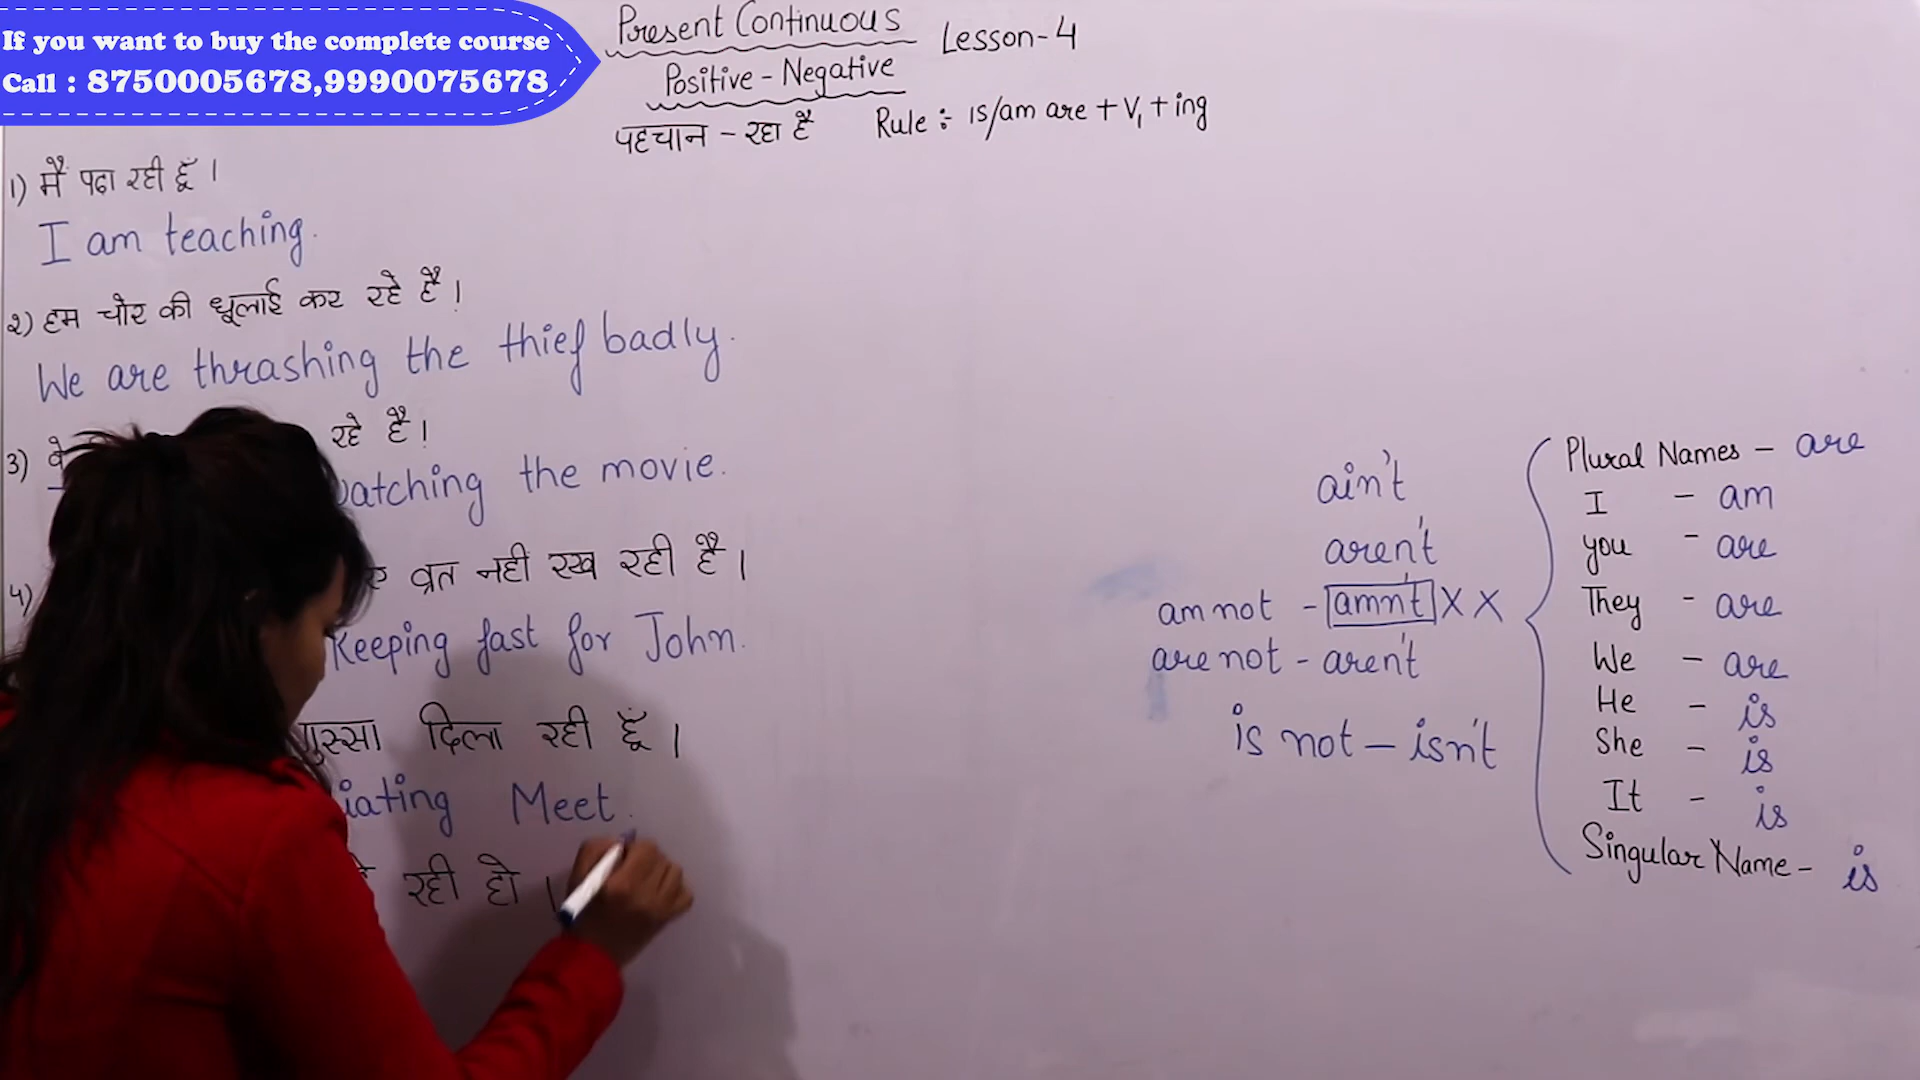 If you want to buy the complete course
Call : 8750005678,9990075678
Present Continuous
Lesson-4
Positive - Negative
पहचान - रहा है
Rule : is/am are + V1 + ing
1) मैं पढा रही हूँ ।
I am teaching.
२) हम चोर की धूलाई कर रहे हैं ।
We are thrashing the thief badly.
3) वे रहे हैं ।
watching the movie.
4) व्रत नहीं रख रही है ।
Keeping fast for John.
गुस्सा दिला रही हूँ ।
iating Meet.
रही हो ।
ain't
aren't
am not - amn't X X
are not - aren't
is not - isn't
Plural Names - are
I - am
you - are
They - are
We - are
He - is
She - is
It - is
Singular Name - is